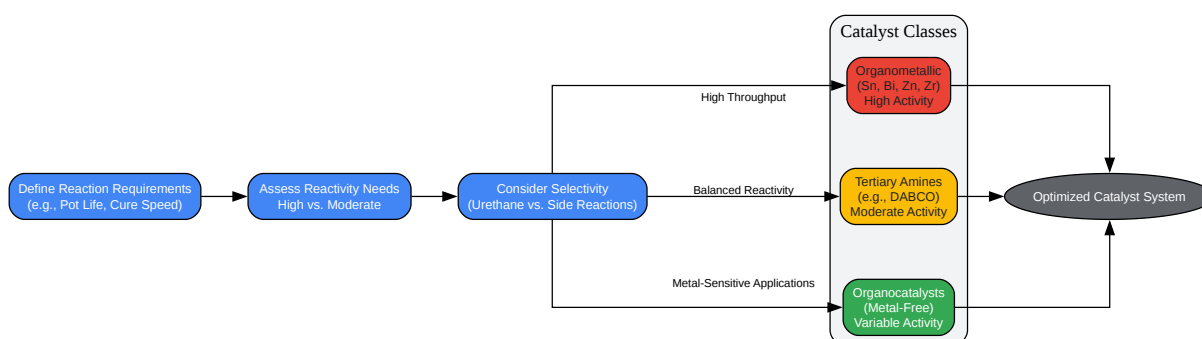 Define Reaction Requirements
(e.g., Pot Life, Cure Speed)
Assess Reactivity Needs
High vs. Moderate
Consider Selectivity
(Urethane vs. Side Reactions)
High Throughput
Balanced Reactivity
Metal-Sensitive Applications
Catalyst Classes
Organometallic
(Sn, Bi, Zn, Zr)
High Activity
Tertiary Amines
(e.g., DABCO)
Moderate Activity
Organocatalysts
(Metal-Free)
Variable Activity
Optimized Catalyst System